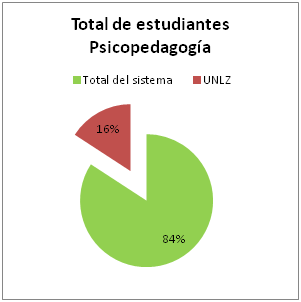 Total de estudiantes
Psicopedagogía
Total del sistema UNLZ
16%
84%